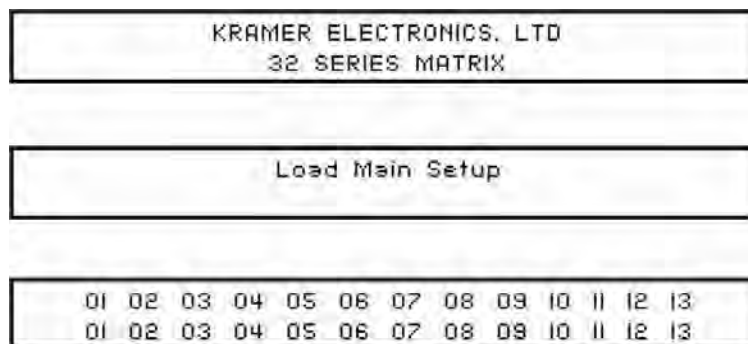 KRAMER ELECTRONICS, LTD
32 SERIES MATRIX
Load Main Setup
01 02 03 04 05 06 07 08 09 10 11 12 13
01 02 03 04 05 06 07 08 09 10 11 12 13